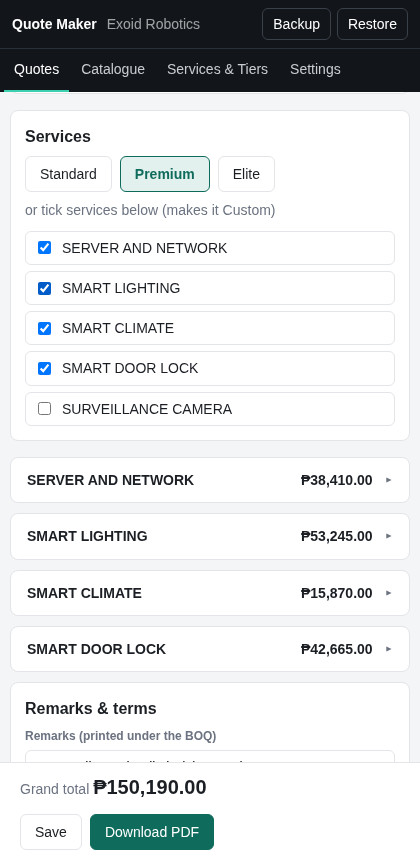 Quote Maker Exoid Robotics Backup Restore
Quotes Catalogue Services & Tiers Settings
Services
Standard Premium Elite
or tick services below (makes it Custom)
SERVER AND NETWORK
SMART LIGHTING
SMART CLIMATE
SMART DOOR LOCK
SURVEILLANCE CAMERA
SERVER AND NETWORK ₱38,410.00
SMART LIGHTING ₱53,245.00
SMART CLIMATE ₱15,870.00
SMART DOOR LOCK ₱42,665.00
Remarks & terms
Remarks (printed under the BOQ)
Grand total ₱150,190.00
Save Download PDF